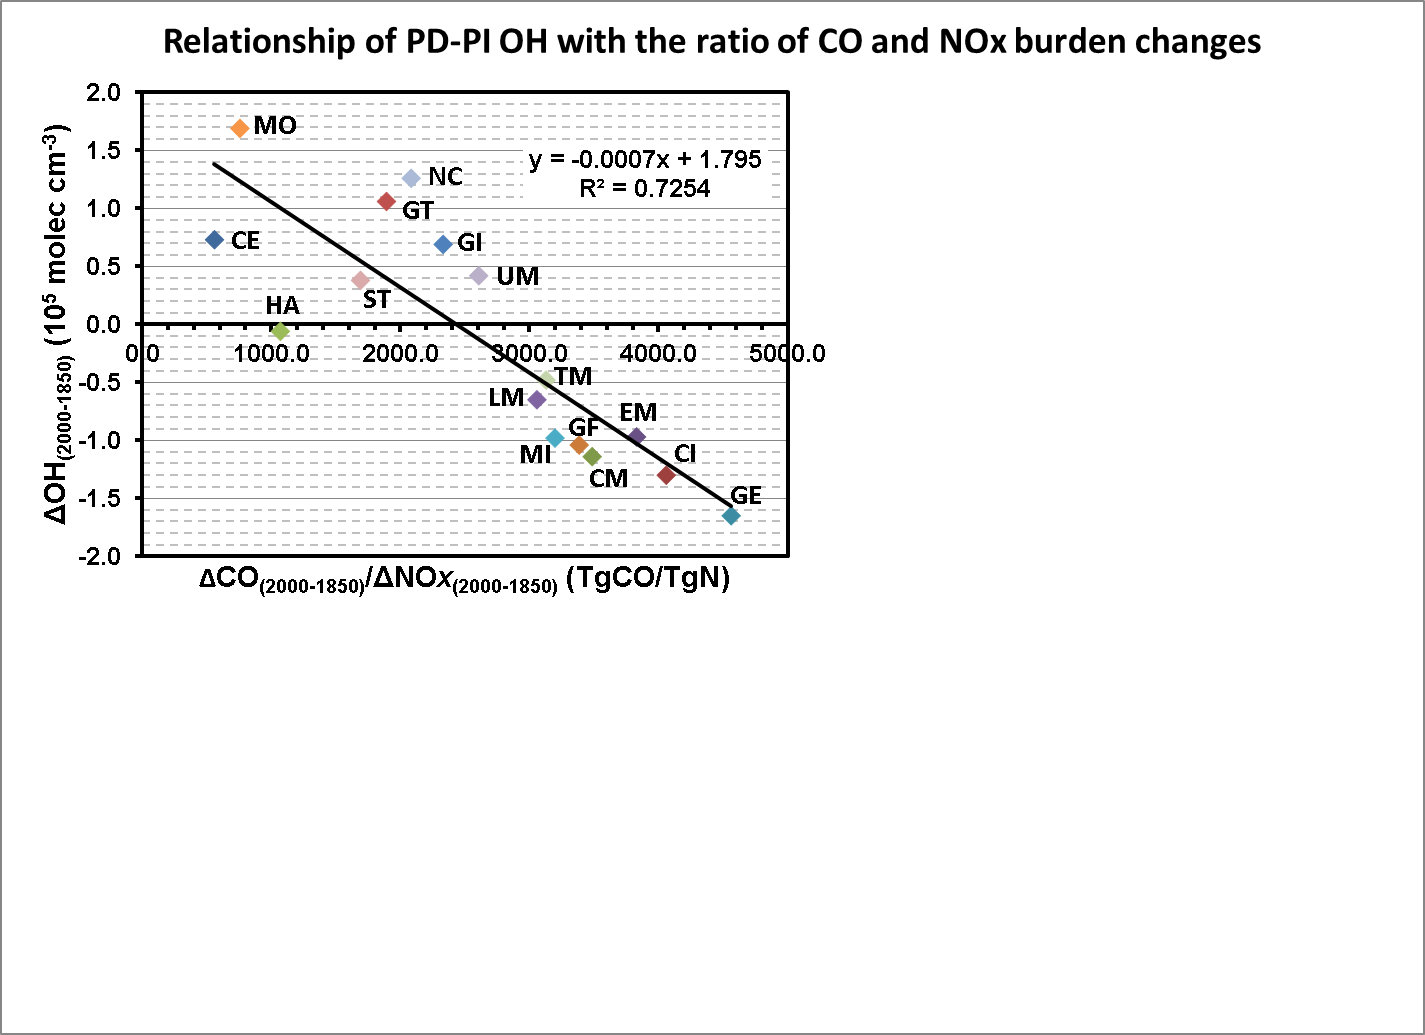 Relationship of PD-PI OH with the ratio of CO and NOx burden changes
2.0
1.5
1.0
0.5
0.0
-0.5
-1.0
-1.5
-2.0
ΔOH(2000-1850) (10⁵ molec cm⁻³)
MO
NC
GT
CE
GI
UM
ST
HA
y = -0.0007x + 1.795
R² = 0.7254
0.0 1000.0 2000.0 3000.0 4000.0 5000.0
TM
LM
EM
GF
MI
CI
CM
GE
ΔCO(2000-1850)/ΔNOx(2000-1850) (TgCO/TgN)